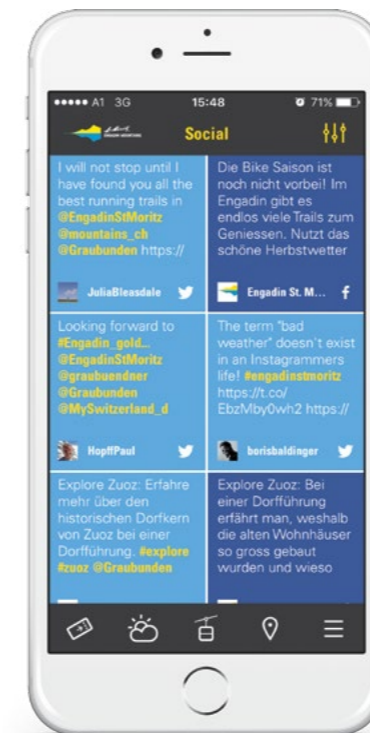 A1 3G 15:48 71%
ENGADIN MOUNTAINS
Social
I will not stop until I
have found you all the
best running trails in
@EngadinStMoritz
@mountains_ch
@Graubunden https://
JuliaBleasdale
Die Bike Saison ist
noch nicht vorbei! Im
Engadin gibt es
endlos viele Trails zum
Geniessen. Nutzt das
schöne Herbstwetter
Engadin St. M...
Looking forward to
#Engadin_gold...
@EngadinStMoritz
@graubuendner
@Graubunden
@MySwitzerland_d
HopffPaul
The term "bad
weather" doesn't exist
in an Instagrammers
life! #engadinstmoritz
https://t.co/
EbzMby0wh2 https://
borisbaldinger
Explore Zuoz: Erfahre
mehr über den
historischen Dorfkern
von Zuoz bei einer
Dorfführung. #explore
#zuoz @Graubunden
Explore Zuoz: Bei
einer Dorfführung
erfährt man, weshalb
die alten Wohnhäuser
so gross gebaut
wurden und wieso